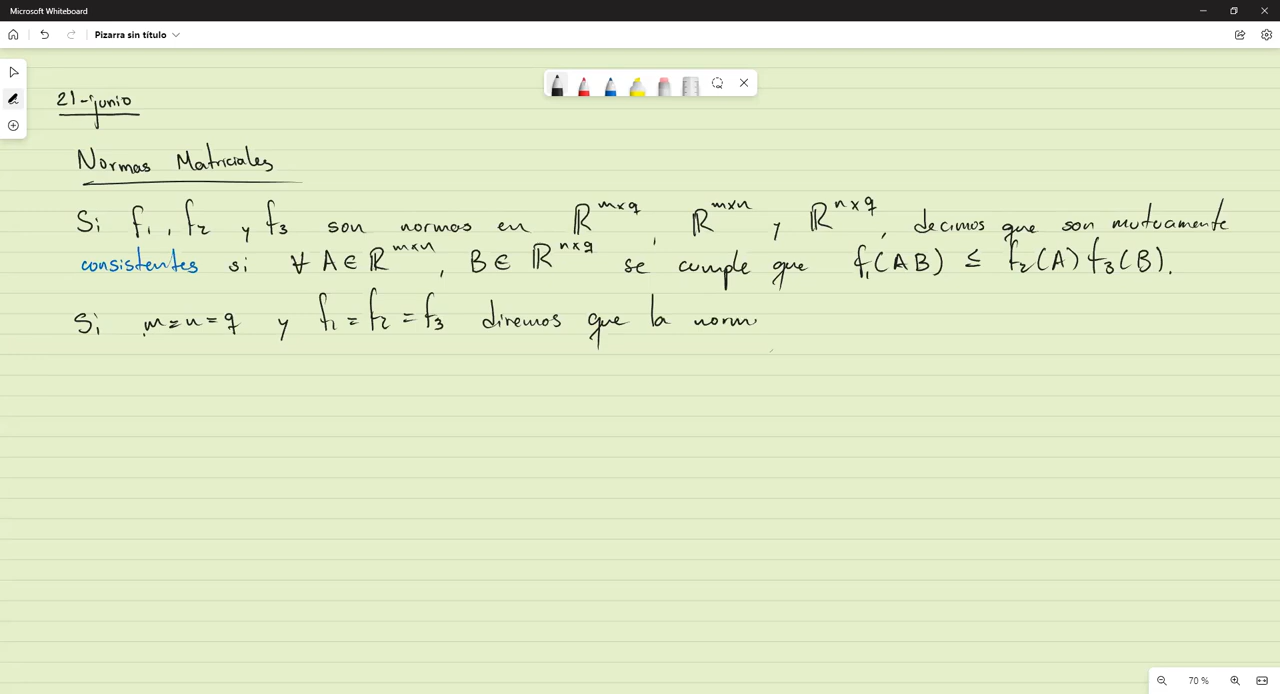 Microsoft Whiteboard
Pizarra sin título
21-junio
Normas Matriciales
Si f₁, f₂ y f₃ son normas en ℝ^{m×q}, ℝ^{m×n} y ℝ^{n×q}, decimos que son mutuamente
consistentes si ∀ A ∈ ℝ^{m×n}, B ∈ ℝ^{n×q} se cumple que f₁(AB) ≤ f₂(A) f₃(B).
Si m=n=q y f₁ = f₂ = f₃ diremos que la norm
70 %